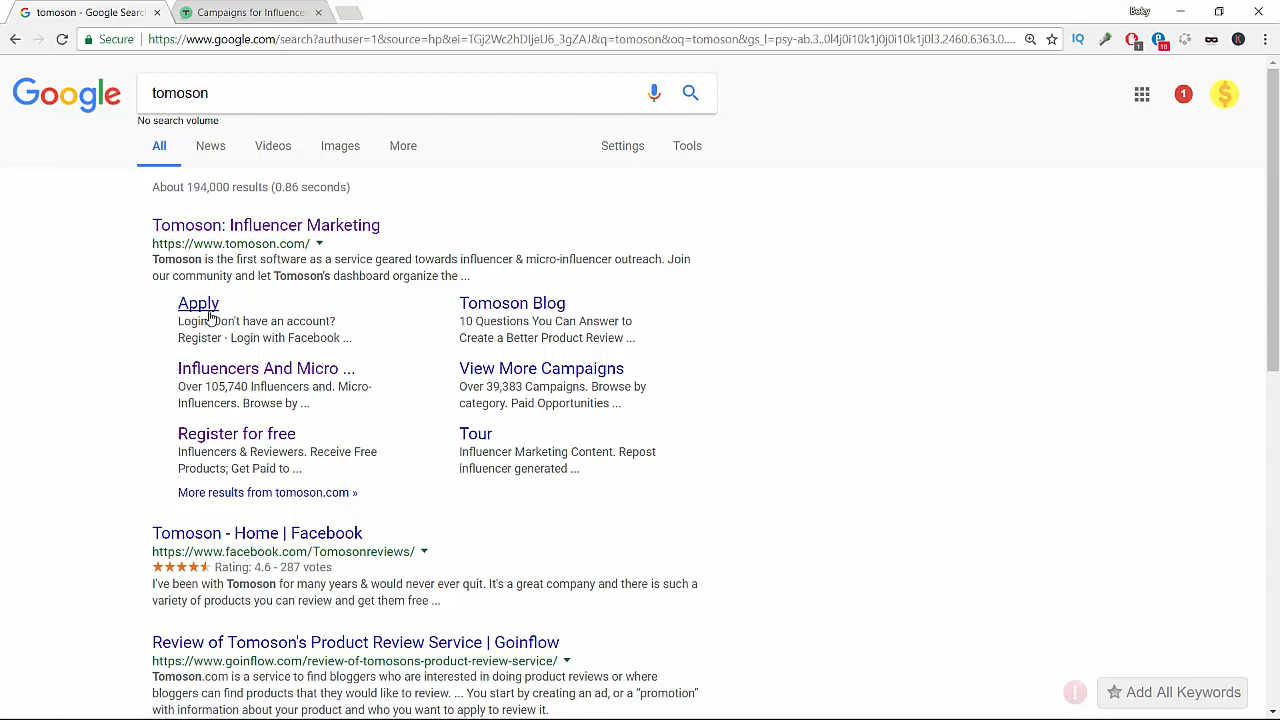 tomoson - Google Sear
Campaigns for Influence
Boky
Secure
https://www.google.com/search?authuser=1&source=hp&ei=TGj2Wc2hDIjeU6_3gZAJ&q=tomoson&oq=tomoson&gs_l=psy-ab.3..0l4j0i10k1j0j0i10k1j0l3.2460.6363.0....
IQ
1
16
K
Google
tomoson
1
$
No search volume
All
News
Videos
Images
More
Settings
Tools
About 194,000 results (0.86 seconds)
Tomoson: Influencer Marketing
https://www.tomoson.com/
Tomoson is the first software as a service geared towards influencer & micro-influencer outreach. Join
our community and let Tomoson's dashboard organize the ...
Apply
Login Don't have an account?
Register · Login with Facebook ...
Tomoson Blog
10 Questions You Can Answer to
Create a Better Product Review ...
Influencers And Micro ...
Over 105,740 Influencers and. Micro-
Influencers. Browse by ...
View More Campaigns
Over 39,383 Campaigns. Browse by
category. Paid Opportunities ...
Register for free
Influencers & Reviewers. Receive Free
Products; Get Paid to ...
Tour
Influencer Marketing Content. Repost
influencer generated ...
More results from tomoson.com »
Tomoson - Home | Facebook
https://www.facebook.com/Tomosonreviews/
Rating: 4.6 - 287 votes
I've been with Tomoson for many years & would never ever quit. It's a great company and there is such a
variety of products you can review and get them free ...
Review of Tomoson's Product Review Service | Goinflow
https://www.goinflow.com/review-of-tomosons-product-review-service/
Tomoson.com is a service to find bloggers who are interested in doing product reviews or where
bloggers can find products that they would like to review. ... You start by creating an ad, or a “promotion”
with information about your product and who you want to apply to review it.
Add All Keywords